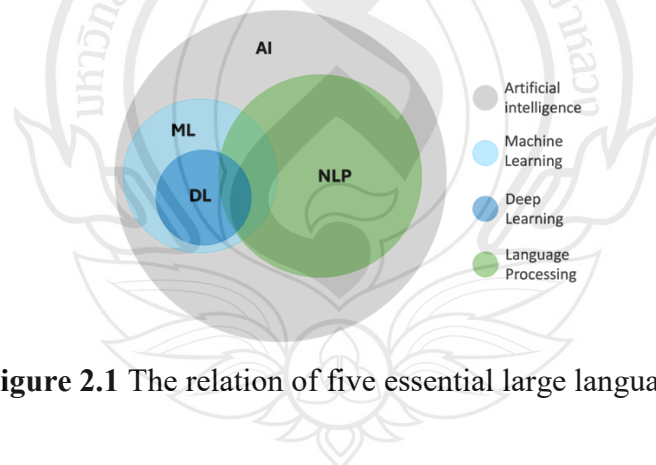 AI
ML
DL
NLP
Artificial
intelligence
Machine
Learning
Deep
Learning
Language
Processing
igure 2.1 The relation of five essential large langua